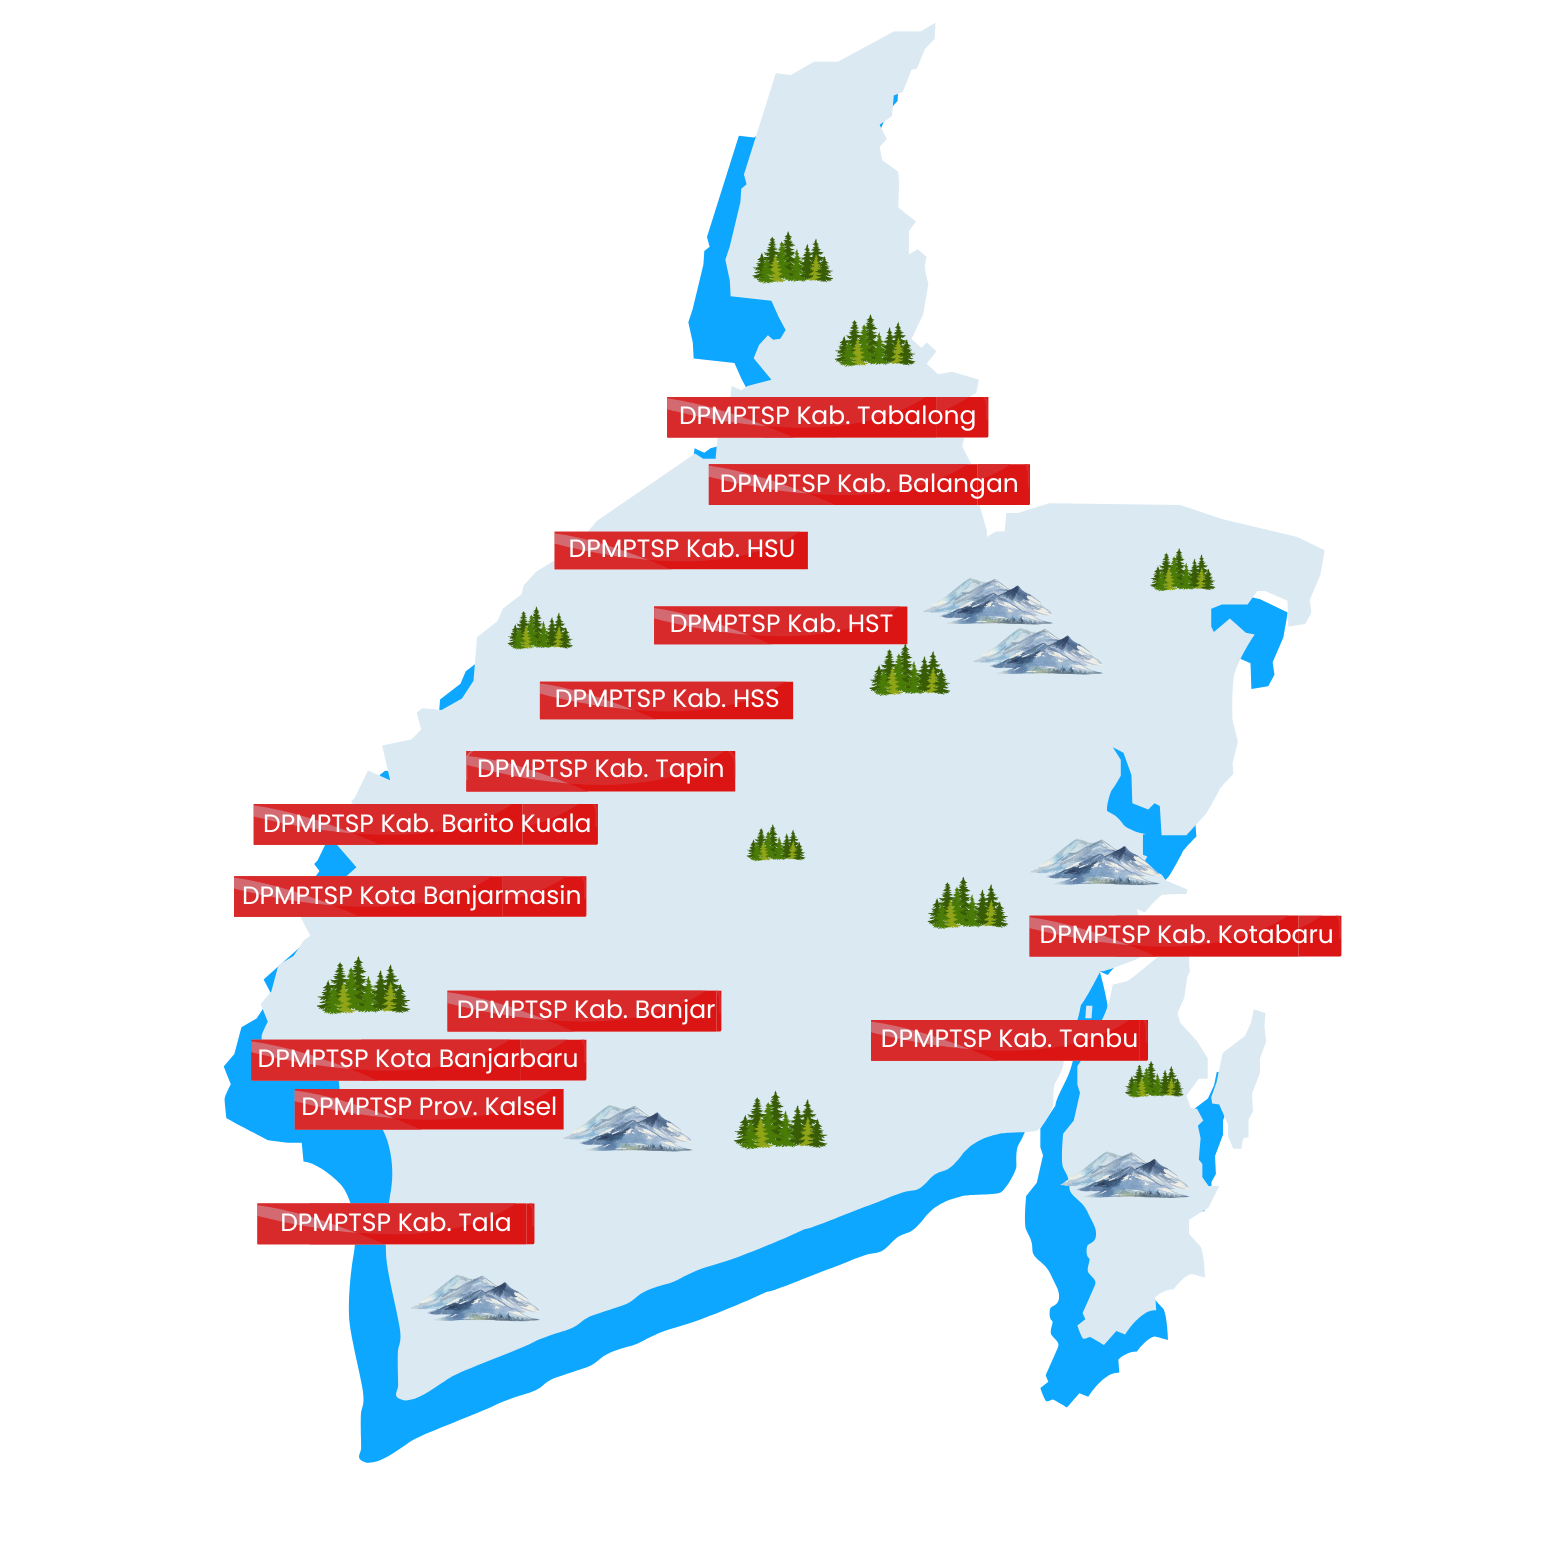 DPMPTSP Kab. Tabalong
DPMPTSP Kab. Balangan
DPMPTSP Kab. HSU
DPMPTSP Kab. HST
DPMPTSP Kab. HSS
DPMPTSP Kab. Tapin
DPMPTSP Kab. Barito Kuala
DPMPTSP Kota Banjarmasin
DPMPTSP Kab. Kotabaru
DPMPTSP Kab. Banjar
DPMPTSP Kab. Tanbu
DPMPTSP Kota Banjarbaru
DPMPTSP Prov. Kalsel
DPMPTSP Kab. Tala